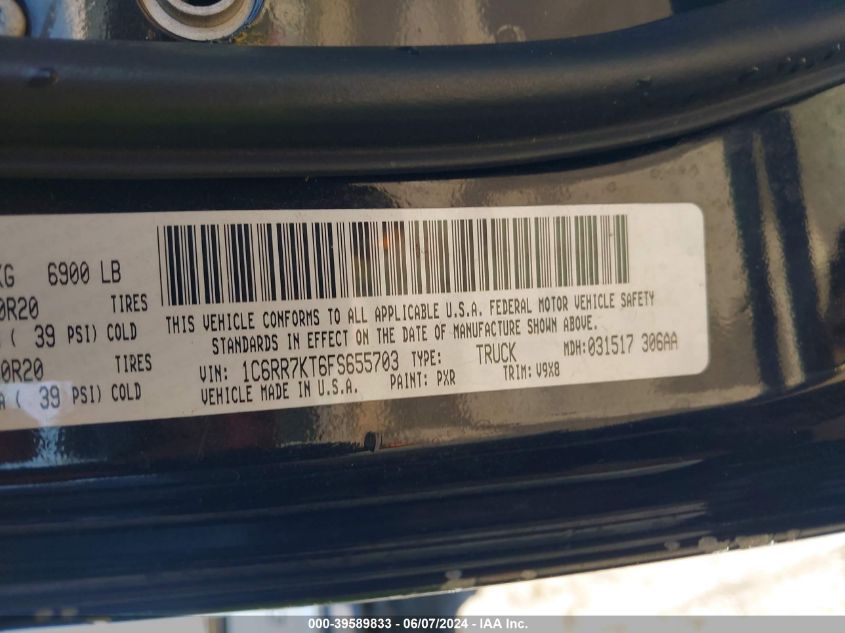 KG 6900 LB
0R20 TIRES
( 39 PSI) COLD
0R20 TIRES
A ( 39 PSI) COLD
THIS VEHICLE CONFORMS TO ALL APPLICABLE U.S.A. FEDERAL MOTOR VEHICLE SAFETY
STANDARDS IN EFFECT ON THE DATE OF MANUFACTURE SHOWN ABOVE.
VIN: 1C6RR7KT6FS655703 TYPE: TRUCK MDH: 031517 306AA
VEHICLE MADE IN U.S.A. PAINT: PXR TRIM: V9X8
000-39589833 - 06/07/2024 - IAA Inc.